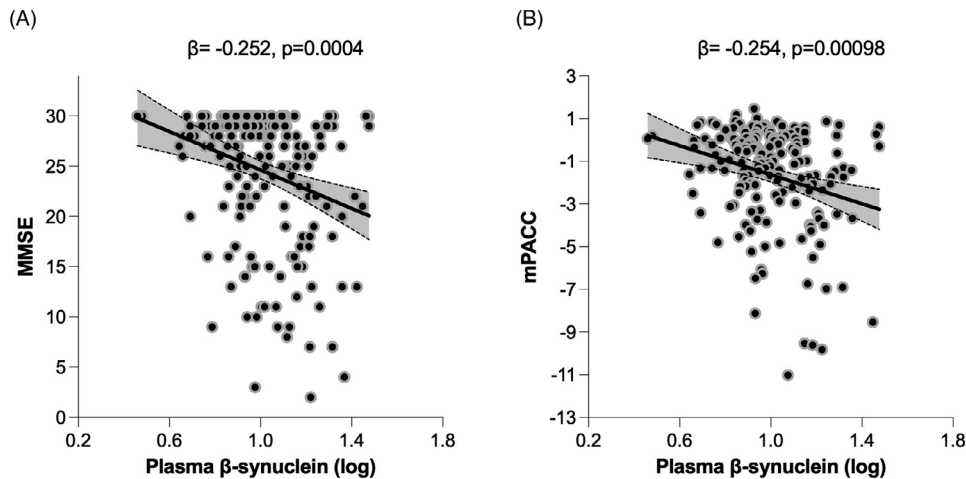 (A)
β= -0.252, p=0.0004
MMSE
30
25
20
15
10
5
0
0.2 0.6 1.0 1.4 1.8
Plasma β-synuclein (log)
(B)
β= -0.254, p=0.00098
mPACC
3
1
-1
-3
-5
-7
-9
-11
-13
0.2 0.6 1.0 1.4 1.8
Plasma β-synuclein (log)